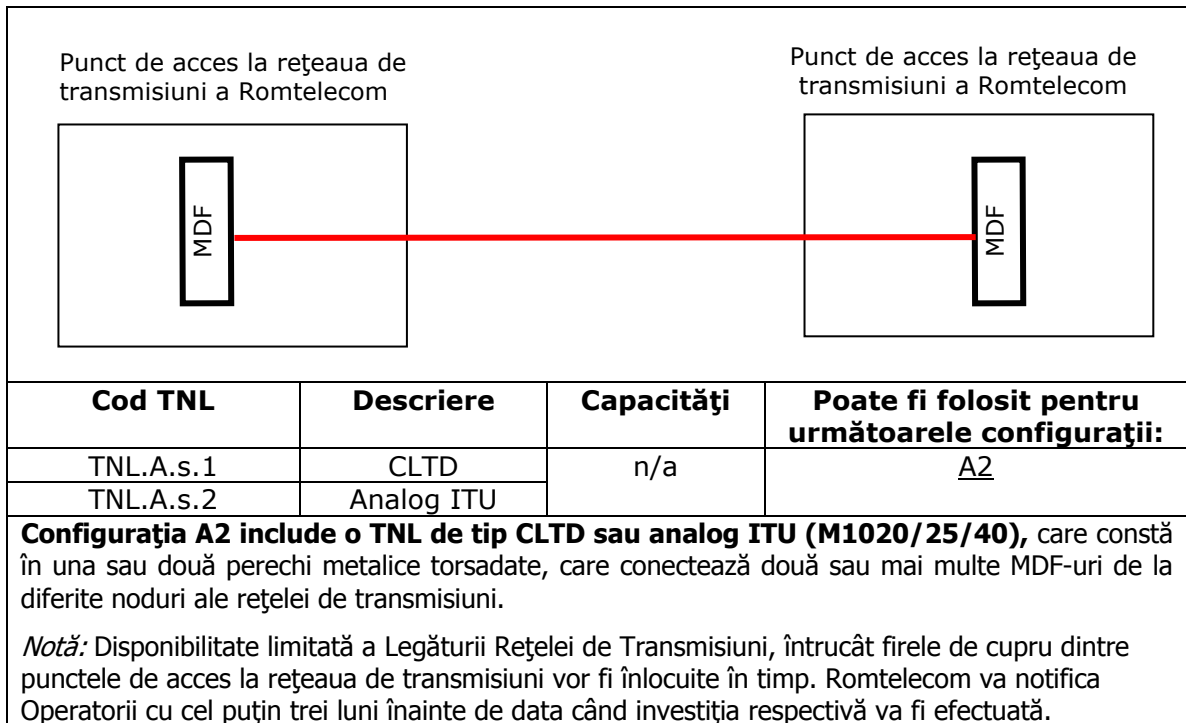 Punct de acces la reţeaua de
transmisiuni a Romtelecom
Punct de acces la reţeaua de
transmisiuni a Romtelecom
MDF
MDF
Cod TNL Descriere Capacităţi Poate fi folosit pentru
următoarele configuraţii:
TNL.A.s.1 CLTD n/a A2
TNL.A.s.2 Analog ITU
Configuraţia A2 include o TNL de tip CLTD sau analog ITU (M1020/25/40), care constă
în una sau două perechi metalice torsadate, care conectează două sau mai multe MDF-uri de la
diferite noduri ale reţelei de transmisiuni.
Notă: Disponibilitate limitată a Legăturii Reţelei de Transmisiuni, întrucât firele de cupru dintre
punctele de acces la reţeaua de transmisiuni vor fi înlocuite în timp. Romtelecom va notifica
Operatorii cu cel puţin trei luni înainte de data când investiţia respectivă va fi efectuată.